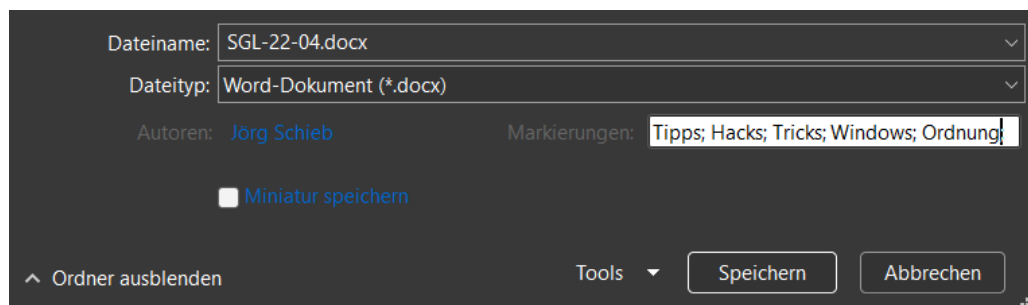 Dateiname: SGL-22-04.docx
Dateityp: Word-Dokument (*.docx)
Autoren: Jörg Schieb Markierungen: Tipps; Hacks; Tricks; Windows; Ordnung;
Miniatur speichern
Ordner ausblenden Tools Speichern Abbrechen